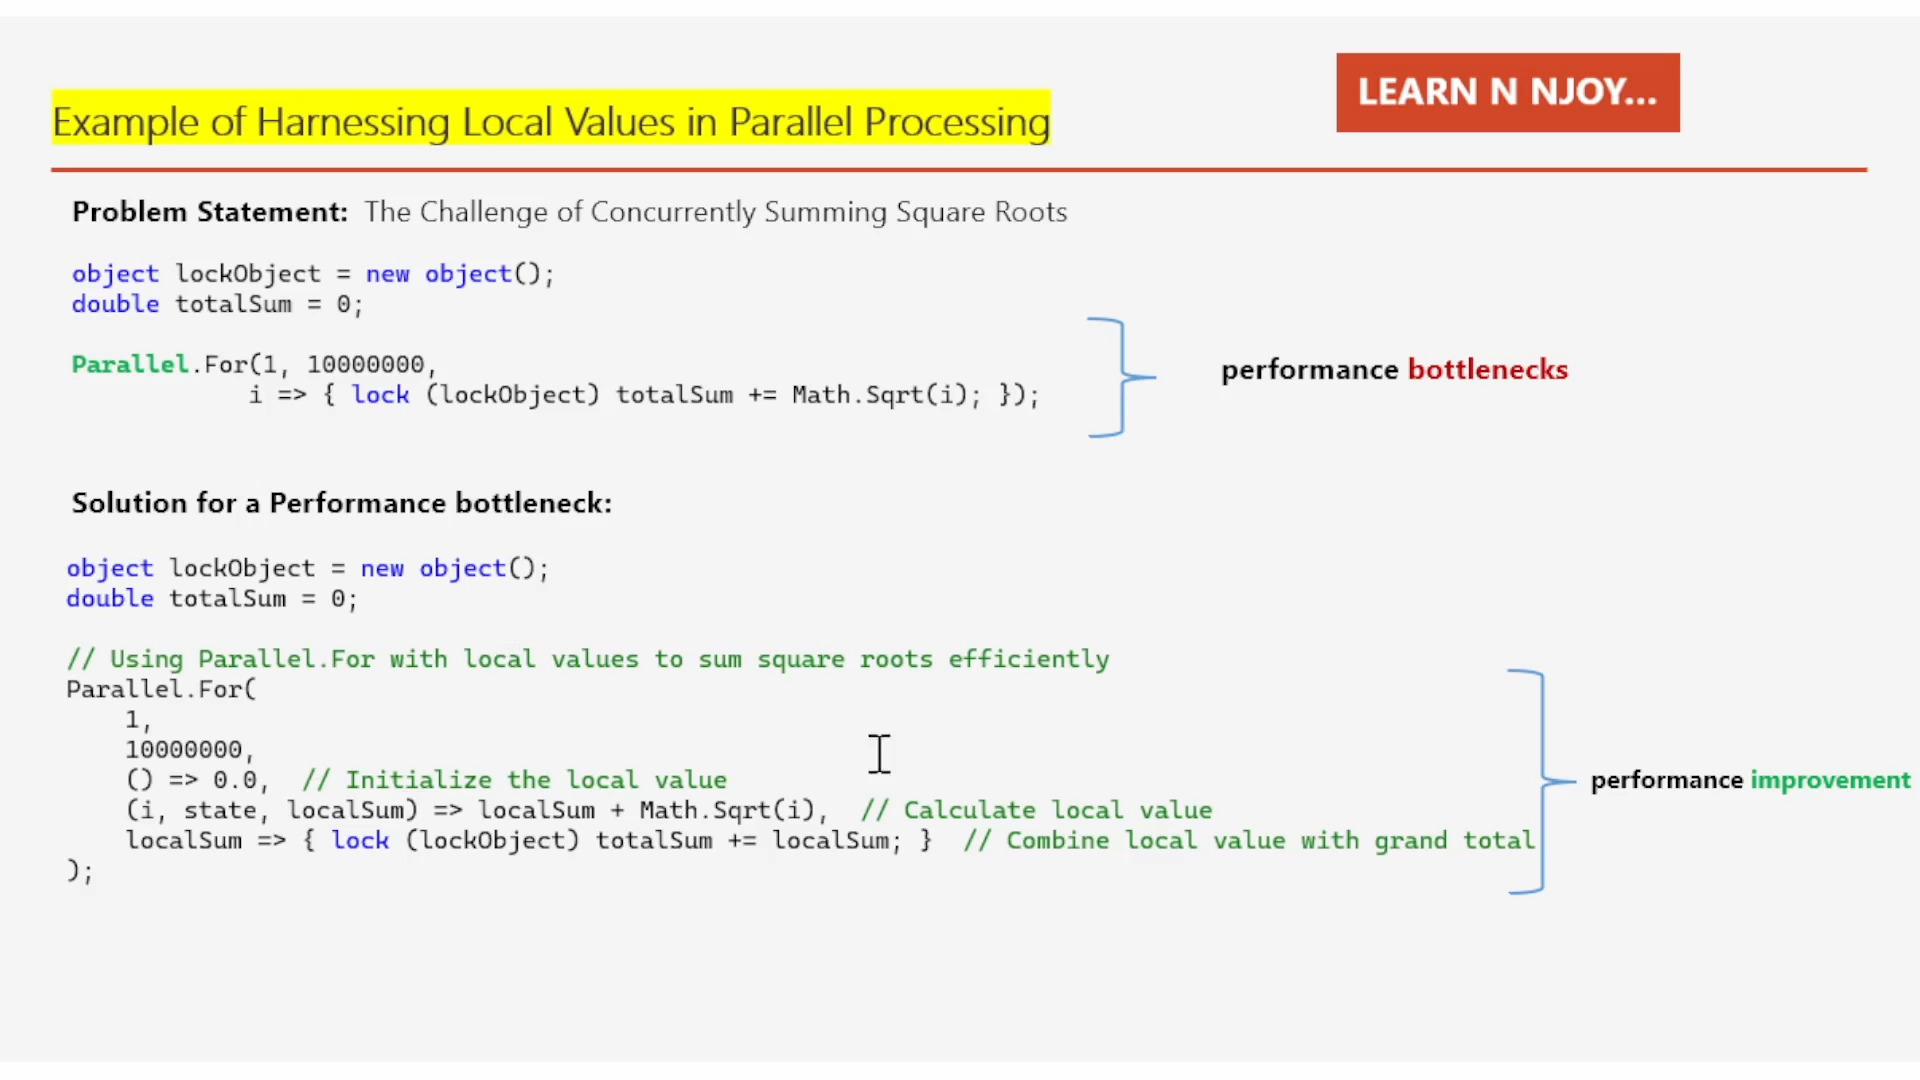 LEARN N NJOY...
Example of Harnessing Local Values in Parallel Processing
Problem Statement: The Challenge of Concurrently Summing Square Roots
object lockObject = new object();
double totalSum = 0;
Parallel.For(1, 10000000,
i => { lock (lockObject) totalSum += Math.Sqrt(i); });
performance bottlenecks
Solution for a Performance bottleneck:
object lockObject = new object();
double totalSum = 0;
// Using Parallel.For with local values to sum square roots efficiently
Parallel.For(
1,
10000000,
() => 0.0, // Initialize the local value
(i, state, localSum) => localSum + Math.Sqrt(i), // Calculate local value
localSum => { lock (lockObject) totalSum += localSum; } // Combine local value with grand total
);
performance improvement